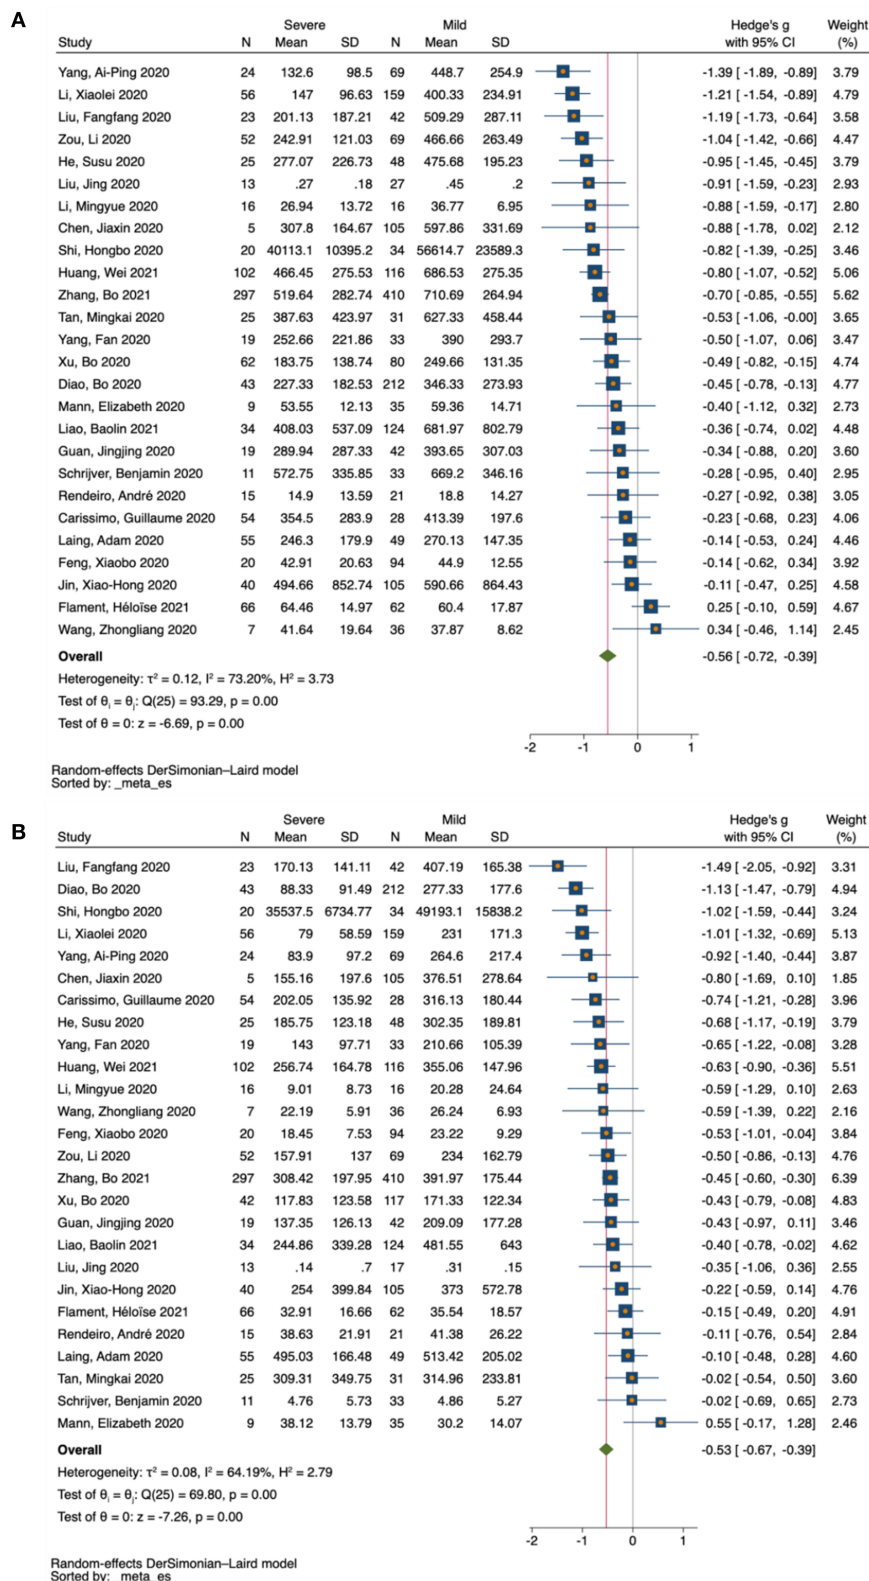 A
Severe Mild Hedge's g Weight
Study N Mean SD N Mean SD with 95% CI (%)
Yang, Ai-Ping 2020 24 132.6 98.5 69 448.7 254.9 -1.39 [ -1.89, -0.89] 3.79
Li, Xiaolei 2020 56 147 96.63 159 400.33 234.91 -1.21 [ -1.54, -0.89] 4.79
Liu, Fangfang 2020 23 201.13 187.21 42 509.29 287.11 -1.19 [ -1.73, -0.64] 3.58
Zou, Li 2020 52 242.91 121.03 69 466.66 263.49 -1.04 [ -1.42, -0.66] 4.47
He, Susu 2020 25 277.07 226.73 48 475.68 195.23 -0.95 [ -1.45, -0.45] 3.79
Liu, Jing 2020 13 .27 .18 27 .45 .2 -0.91 [ -1.59, -0.23] 2.93
Li, Mingyue 2020 16 26.94 13.72 16 36.77 6.95 -0.88 [ -1.59, -0.17] 2.80
Chen, Jiaxin 2020 5 307.8 164.67 105 597.86 331.69 -0.88 [ -1.78, 0.02] 2.12
Shi, Hongbo 2020 20 40113.1 10395.2 34 56614.7 23589.3 -0.82 [ -1.39, -0.25] 3.46
Huang, Wei 2021 102 466.45 275.53 116 686.53 275.35 -0.80 [ -1.07, -0.52] 5.06
Zhang, Bo 2021 297 519.64 282.74 410 710.69 264.94 -0.70 [ -0.85, -0.55] 5.62
Tan, Mingkai 2020 25 387.63 423.97 31 627.33 458.44 -0.53 [ -1.06, -0.00] 3.65
Yang, Fan 2020 19 252.66 221.86 33 390 293.7 -0.50 [ -1.07, 0.06] 3.47
Xu, Bo 2020 62 183.75 138.74 80 249.66 131.35 -0.49 [ -0.82, -0.15] 4.74
Diao, Bo 2020 43 227.33 182.53 212 346.33 273.93 -0.45 [ -0.78, -0.13] 4.77
Mann, Elizabeth 2020 9 53.55 12.13 35 59.36 14.71 -0.40 [ -1.12, 0.32] 2.73
Liao, Baolin 2021 34 408.03 537.09 124 681.97 802.79 -0.36 [ -0.74, 0.02] 4.48
Guan, Jingjing 2020 19 289.94 287.33 42 393.65 307.03 -0.34 [ -0.88, 0.20] 3.60
Schrijver, Benjamin 2020 11 572.75 335.85 33 669.2 346.16 -0.28 [ -0.95, 0.40] 2.95
Rendeiro, André 2020 15 14.9 13.59 21 18.8 14.27 -0.27 [ -0.92, 0.38] 3.05
Carissimo, Guillaume 2020 54 354.5 283.9 28 413.39 197.6 -0.23 [ -0.68, 0.23] 4.06
Laing, Adam 2020 55 246.3 179.9 49 270.13 147.35 -0.14 [ -0.53, 0.24] 4.46
Feng, Xiaobo 2020 20 42.91 20.63 94 44.9 12.55 -0.14 [ -0.62, 0.34] 3.92
Jin, Xiao-Hong 2020 40 494.66 852.74 105 590.66 864.43 -0.11 [ -0.47, 0.25] 4.58
Flament, Héloïse 2021 66 64.46 14.97 62 60.4 17.87 0.25 [ -0.10, 0.59] 4.67
Wang, Zhongliang 2020 7 41.64 19.64 36 37.87 8.62 0.34 [ -0.46, 1.14] 2.45
Overall -0.56 [ -0.72, -0.39]
Heterogeneity: τ² = 0.12, I² = 73.20%, H² = 3.73
Test of θᵢ = θⱼ: Q(25) = 93.29, p = 0.00
Test of θ = 0: z = -6.69, p = 0.00
-2 -1 0 1
Random-effects DerSimonian–Laird model
Sorted by: _meta_es
B
Severe Mild Hedge's g Weight
Study N Mean SD N Mean SD with 95% CI (%)
Liu, Fangfang 2020 23 170.13 141.11 42 407.19 165.38 -1.49 [ -2.05, -0.92] 3.31
Diao, Bo 2020 43 88.33 91.49 212 277.33 177.6 -1.13 [ -1.47, -0.79] 4.94
Shi, Hongbo 2020 20 35537.5 6734.77 34 49193.1 15838.2 -1.02 [ -1.59, -0.44] 3.24
Li, Xiaolei 2020 56 79 58.59 159 231 171.3 -1.01 [ -1.32, -0.69] 5.13
Yang, Ai-Ping 2020 24 83.9 97.2 69 264.6 217.4 -0.92 [ -1.40, -0.44] 3.87
Chen, Jiaxin 2020 5 155.16 197.6 105 376.51 278.64 -0.80 [ -1.69, 0.10] 1.85
Carissimo, Guillaume 2020 54 202.05 135.92 28 316.13 180.44 -0.74 [ -1.21, -0.28] 3.96
He, Susu 2020 25 185.75 123.18 48 302.35 189.81 -0.68 [ -1.17, -0.19] 3.79
Yang, Fan 2020 19 143 97.71 33 210.66 105.39 -0.65 [ -1.22, -0.08] 3.28
Huang, Wei 2021 102 256.74 164.78 116 355.06 147.96 -0.63 [ -0.90, -0.36] 5.51
Li, Mingyue 2020 16 9.01 8.73 16 20.28 24.64 -0.59 [ -1.29, 0.10] 2.63
Wang, Zhongliang 2020 7 22.19 5.91 36 26.24 6.93 -0.59 [ -1.39, 0.22] 2.16
Feng, Xiaobo 2020 20 18.45 7.53 94 23.22 9.29 -0.53 [ -1.01, -0.04] 3.84
Zou, Li 2020 52 157.91 137 69 234 162.79 -0.50 [ -0.86, -0.13] 4.76
Zhang, Bo 2021 297 308.42 197.95 410 391.97 175.44 -0.45 [ -0.60, -0.30] 6.39
Xu, Bo 2020 42 117.83 123.58 117 171.33 122.34 -0.43 [ -0.79, -0.08] 4.83
Guan, Jingjing 2020 19 137.35 126.13 42 209.09 177.28 -0.43 [ -0.97, 0.11] 3.46
Liao, Baolin 2021 34 244.86 339.28 124 481.55 643 -0.40 [ -0.78, -0.02] 4.62
Liu, Jing 2020 13 .14 .7 17 .31 .15 -0.35 [ -1.06, 0.36] 2.55
Jin, Xiao-Hong 2020 40 254 399.84 105 373 572.78 -0.22 [ -0.59, 0.14] 4.76
Flament, Héloïse 2021 66 32.91 16.66 62 35.54 18.57 -0.15 [ -0.49, 0.20] 4.91
Rendeiro, André 2020 15 38.63 21.91 21 41.38 26.22 -0.11 [ -0.76, 0.54] 2.84
Laing, Adam 2020 55 495.03 166.48 49 513.42 205.02 -0.10 [ -0.48, 0.28] 4.60
Tan, Mingkai 2020 25 309.31 349.75 31 314.96 233.81 -0.02 [ -0.54, 0.50] 3.60
Schrijver, Benjamin 2020 11 4.76 5.73 33 4.86 5.27 -0.02 [ -0.69, 0.65] 2.73
Mann, Elizabeth 2020 9 38.12 13.79 35 30.2 14.07 0.55 [ -0.17, 1.28] 2.46
Overall -0.53 [ -0.67, -0.39]
Heterogeneity: τ² = 0.08, I² = 64.19%, H² = 2.79
Test of θᵢ = θⱼ: Q(25) = 69.80, p = 0.00
Test of θ = 0: z = -7.26, p = 0.00
-2 -1 0 1
Random-effects DerSimonian–Laird model
Sorted by: _meta_es